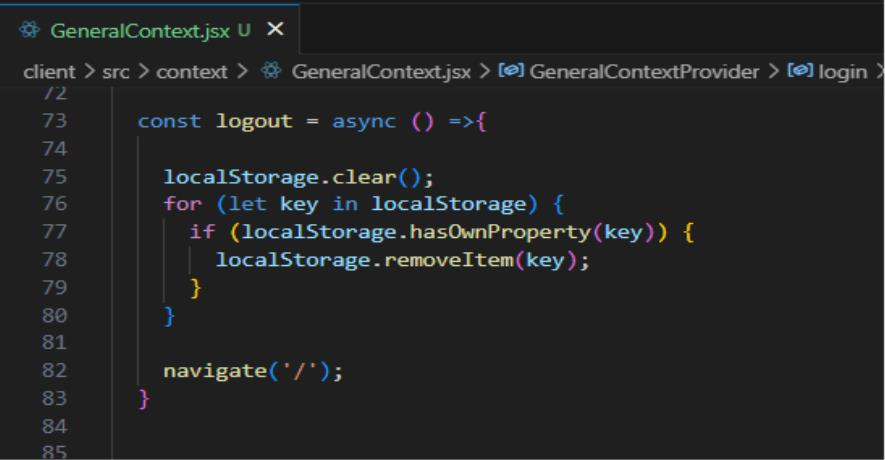 GeneralContext.jsx U ×
client > src > context > GeneralContext.jsx > GeneralContextProvider > login >
72
73 const logout = async () =>{
74
75 localStorage.clear();
76 for (let key in localStorage) {
77 if (localStorage.hasOwnProperty(key)) {
78 localStorage.removeItem(key);
79 }
80 }
81
82 navigate('/');
83 }
84
85